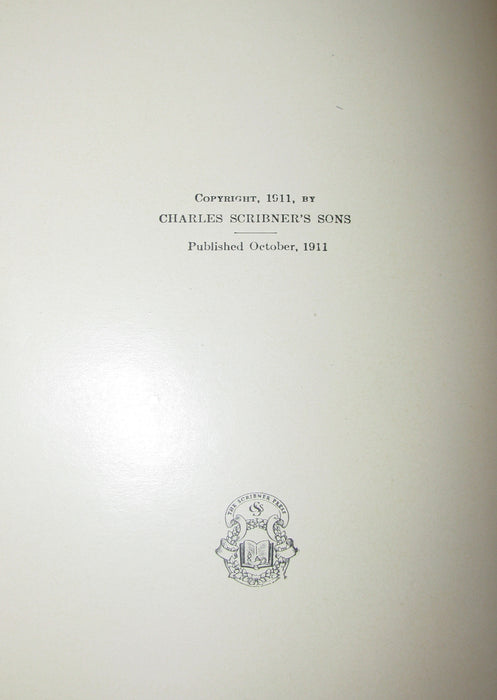 COPYRIGHT, 1911, BY
CHARLES SCRIBNER'S SONS
Published October, 1911
THE SCRIBNER PRESS